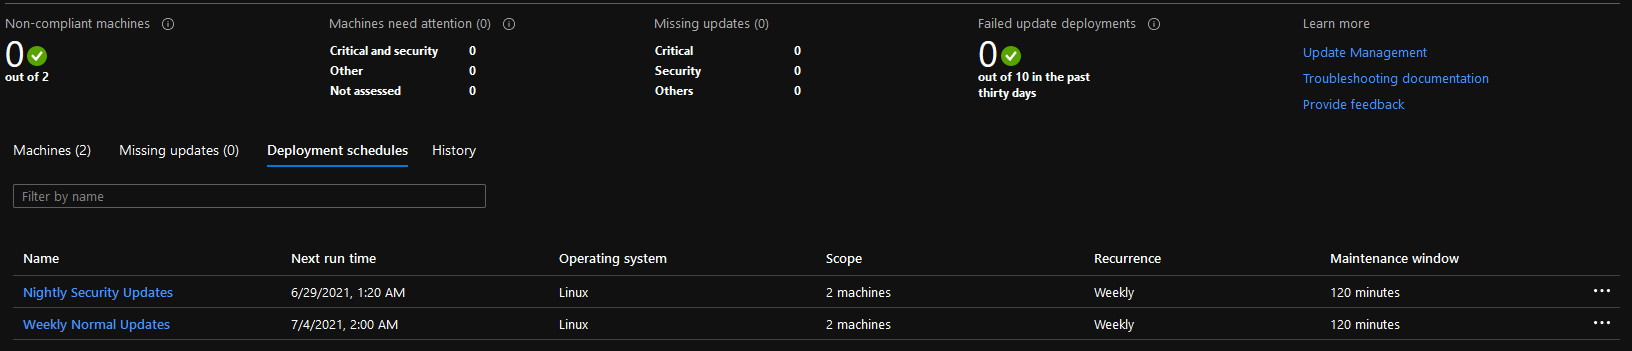 Non-compliant machines
0
out of 2
Machines need attention (0)
Critical and security 0
Other 0
Not assessed 0
Missing updates (0)
Critical 0
Security 0
Others 0
Failed update deployments
0
out of 10 in the past
thirty days
Learn more
Update Management
Troubleshooting documentation
Provide feedback
Machines (2) Missing updates (0) Deployment schedules History
Filter by name
Name Next run time Operating system Scope Recurrence Maintenance window
Nightly Security Updates 6/29/2021, 1:20 AM Linux 2 machines Weekly 120 minutes ...
Weekly Normal Updates 7/4/2021, 2:00 AM Linux 2 machines Weekly 120 minutes ...